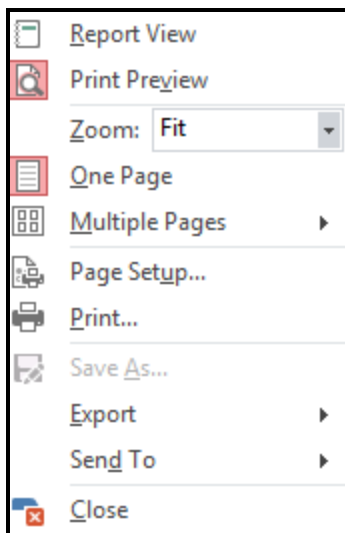 Report View
Print Preview
Zoom: Fit
One Page
Multiple Pages
Page Setup...
Print...
Save As...
Export
Send To
Close